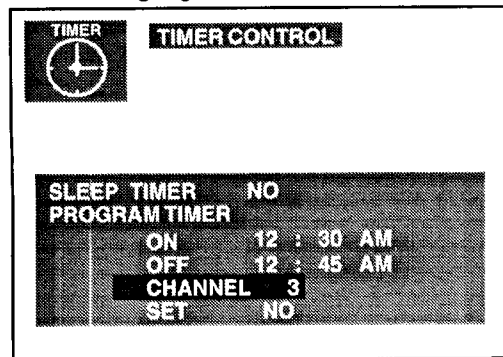 TIMER
TIMER CONTROL
SLEEP TIMER NO
PROGRAM TIMER
ON 12 : 30 AM
OFF 12 : 45 AM
CHANNEL 3
SET NO